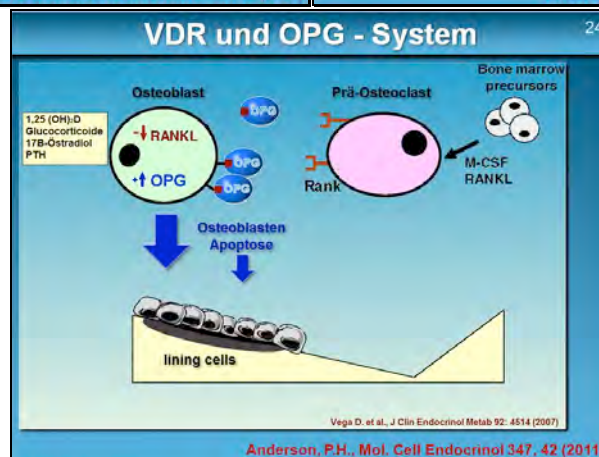 VDR und OPG - System
24
Bone marrow
precursors
Osteoblast
Prä-Osteoclast
1,25 (OH)2D
Glucocorticoide
17B-Östradiol
PTH
OPG
-↓ RANKL
+↑ OPG
OPG
OPG
Rank
M-CSF
RANKL
Osteoblasten
Apoptose
lining cells
Vega D. et al., J Clin Endocrinol Metab 92: 4514 (2007)
Anderson, P.H., Mol. Cell Endocrinol 347, 42 (2011